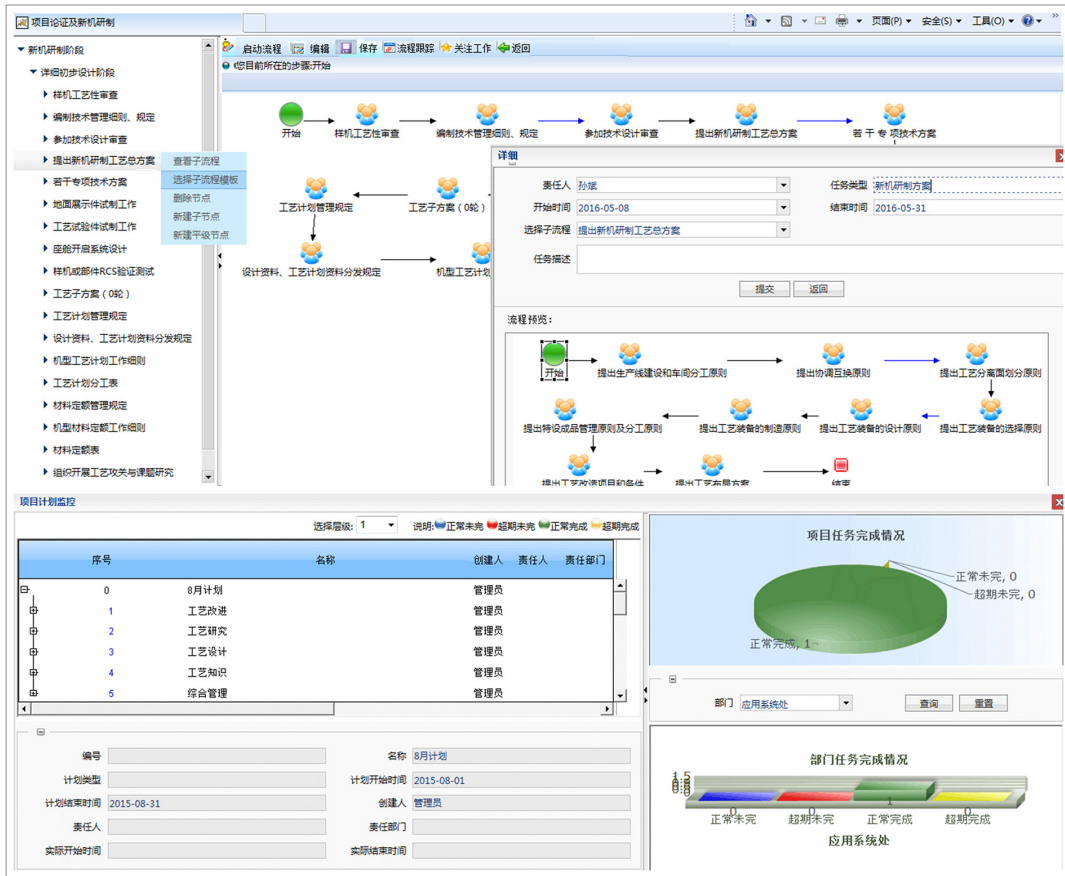 项目论证及新机研制
页面(P) 安全(S) 工具(O)
新机研制阶段
详细初步设计阶段
样机工艺性审查
编制技术管理细则、规定
参加技术设计审查
提出新机研制工艺总方案
若干专项技术方案
地面展示件试制工作
工艺试验件试制工作
座舱开启系统设计
样机或部件RCS验证测试
工艺子方案(0轮)
工艺计划管理规定
设计资料、工艺计划资料分发规定
机型工艺计划工作细则
工艺计划分工表
材料定额管理规定
机型材料定额工作细则
材料定额表
组织开展工艺攻关与课题研究
查看子流程
选择子流程模板
删除节点
新建子节点
新建平级节点
启动流程 编辑 保存 流程跟踪 关注工作 返回
您目前所在的步骤:开始
开始 样机工艺性审查 编制技术管理细则、规定 参加技术设计审查 提出新机研制工艺总方案 若干专项技术方案
工艺计划管理规定 工艺子方案(0轮)
设计资料、工艺计划资料分发规定 机型工艺计划
详细
责任人 孙斌 任务类型 新机研制方案
开始时间 2016-05-08 结束时间 2016-05-31
选择子流程 提出新机研制工艺总方案
任务描述
提交 返回
流程预览:
开始 提出生产线建设和车间分工原则 提出协调互换原则 提出工艺分离面划分原则
提出特设成品管理原则及分工原则 提出工艺装备的制造原则 提出工艺装备的设计原则 提出工艺装备的选择原则
提出工艺改造项目和条件 提出工艺布局方案 结束
项目计划监控
选择层级: 1 说明: 正常未完 超期未完 正常完成 超期完成
序号 名称 创建人 责任人 责任部门
0 8月计划 管理员
1 工艺改进 管理员
2 工艺研究 管理员
3 工艺设计 管理员
4 工艺知识 管理员
5 综合管理 管理员
编号 名称 8月计划
计划类型 计划开始时间 2015-08-01
计划结束时间 2015-08-31 创建人 管理员
责任人 责任部门
实际开始时间 实际结束时间
项目任务完成情况
正常未完, 0
超期未完, 0
正常完成, 1
部门 应用系统处 查询 重置
部门任务完成情况
1.5
0 0 1 0
正常未完 超期未完 正常完成 超期完成
应用系统处